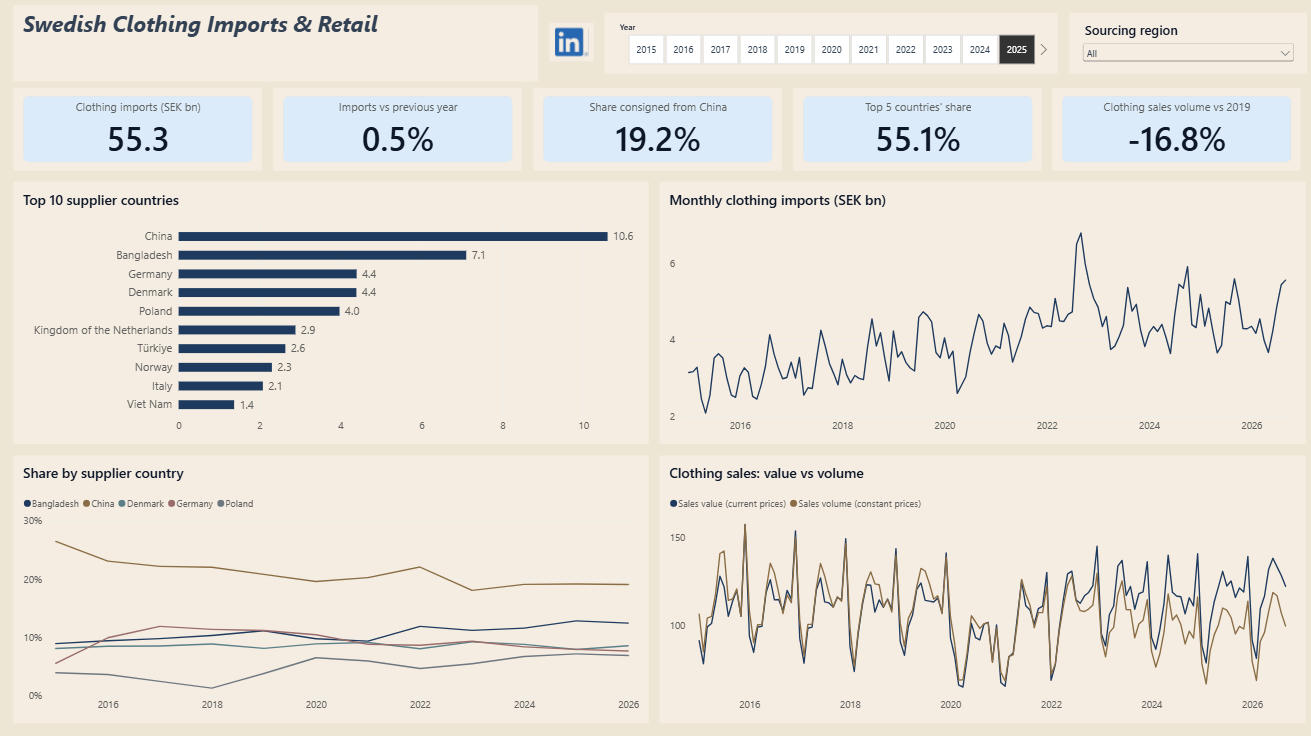 Swedish Clothing Imports & Retail
in
Year
2015 2016 2017 2018 2019 2020 2021 2022 2023 2024 2025
Sourcing region
All
Clothing imports (SEK bn)
55.3
Imports vs previous year
0.5%
Share consigned from China
19.2%
Top 5 countries' share
55.1%
Clothing sales volume vs 2019
-16.8%
Top 10 supplier countries
China 10.6
Bangladesh 7.1
Germany 4.4
Denmark 4.4
Poland 4.0
Kingdom of the Netherlands 2.9
Türkiye 2.6
Norway 2.3
Italy 2.1
Viet Nam 1.4
0 2 4 6 8 10
Monthly clothing imports (SEK bn)
6
4
2
2016 2018 2020 2022 2024 2026
Share by supplier country
Bangladesh China Denmark Germany Poland
30%
20%
10%
0%
2016 2018 2020 2022 2024 2026
Clothing sales: value vs volume
Sales value (current prices) Sales volume (constant prices)
150
100
2016 2018 2020 2022 2024 2026